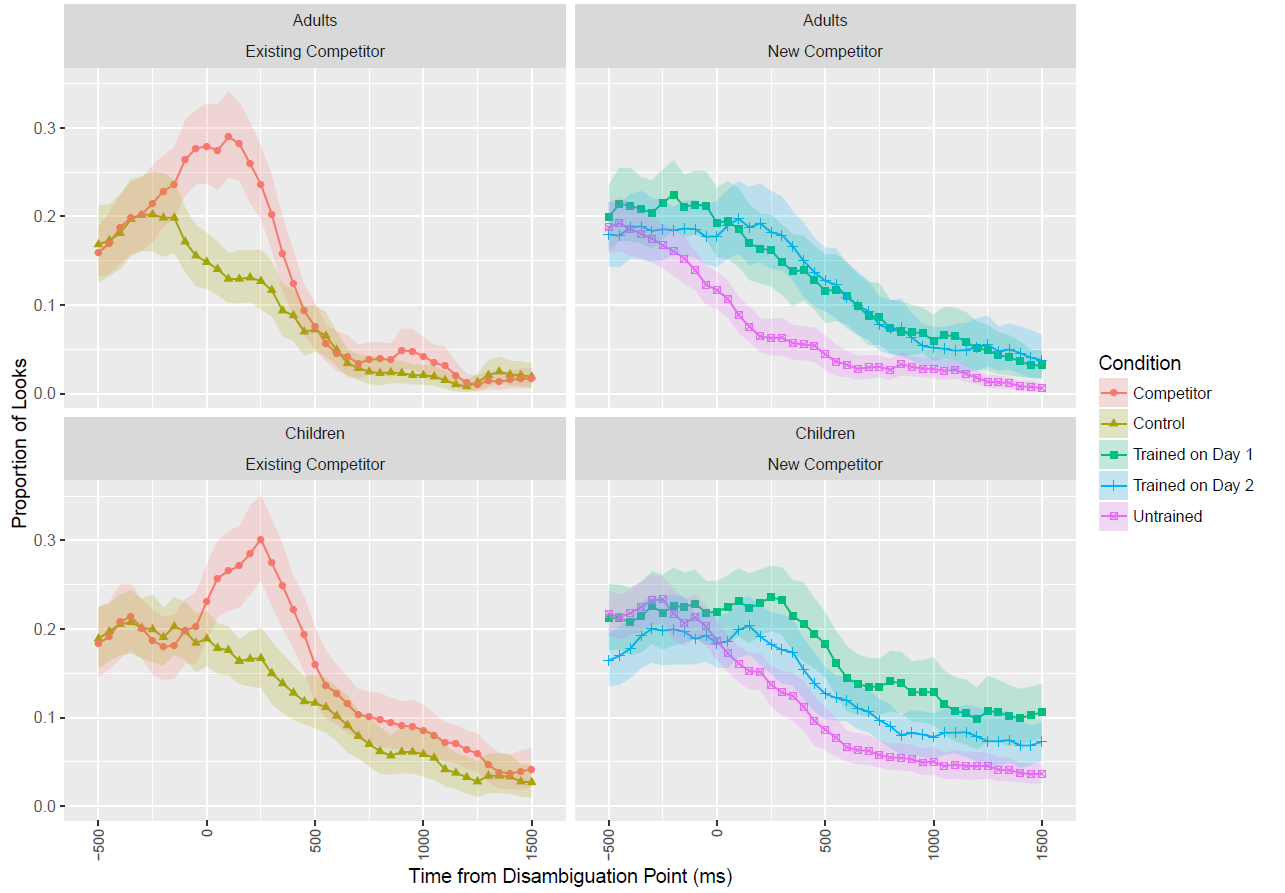 Adults
Existing Competitor
Adults
New Competitor
0.3
0.2
0.1
0.0
Children
Existing Competitor
Children
New Competitor
0.3
0.2
0.1
0.0
−500
0
500
1000
1500
−500
0
500
1000
1500
Time from Disambiguation Point (ms)
Proportion of Looks
Condition
Competitor
Control
Trained on Day 1
Trained on Day 2
Untrained